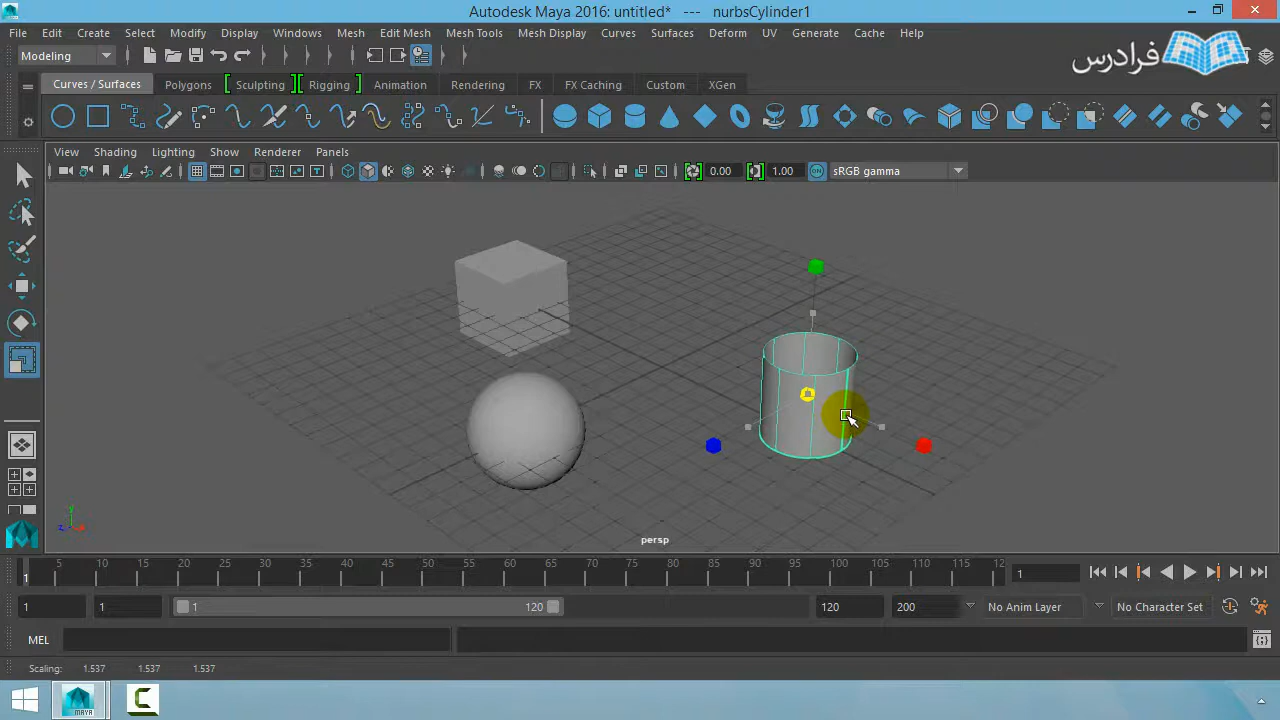 Autodesk Maya 2016: untitled* --- nurbsCylinder1
File Edit Create Select Modify Display Windows Mesh Edit Mesh Mesh Tools Mesh Display Curves Surfaces Deform UV Generate Cache Help
فرادرس
Modeling
Curves / Surfaces Polygons Sculpting Rigging Animation Rendering FX FX Caching Custom XGen
View Shading Lighting Show Renderer Panels
0.00 1.00 ON sRGB gamma
y
z
persp
5 10 15 20 25 30 35 40 45 50 55 60 65 70 75 80 85 90 95 100 105 110 115 12
1 1
1 1 1 120 120 200 No Anim Layer No Character Set
MEL
Scaling: 1.537 1.537 1.537
MAYA C